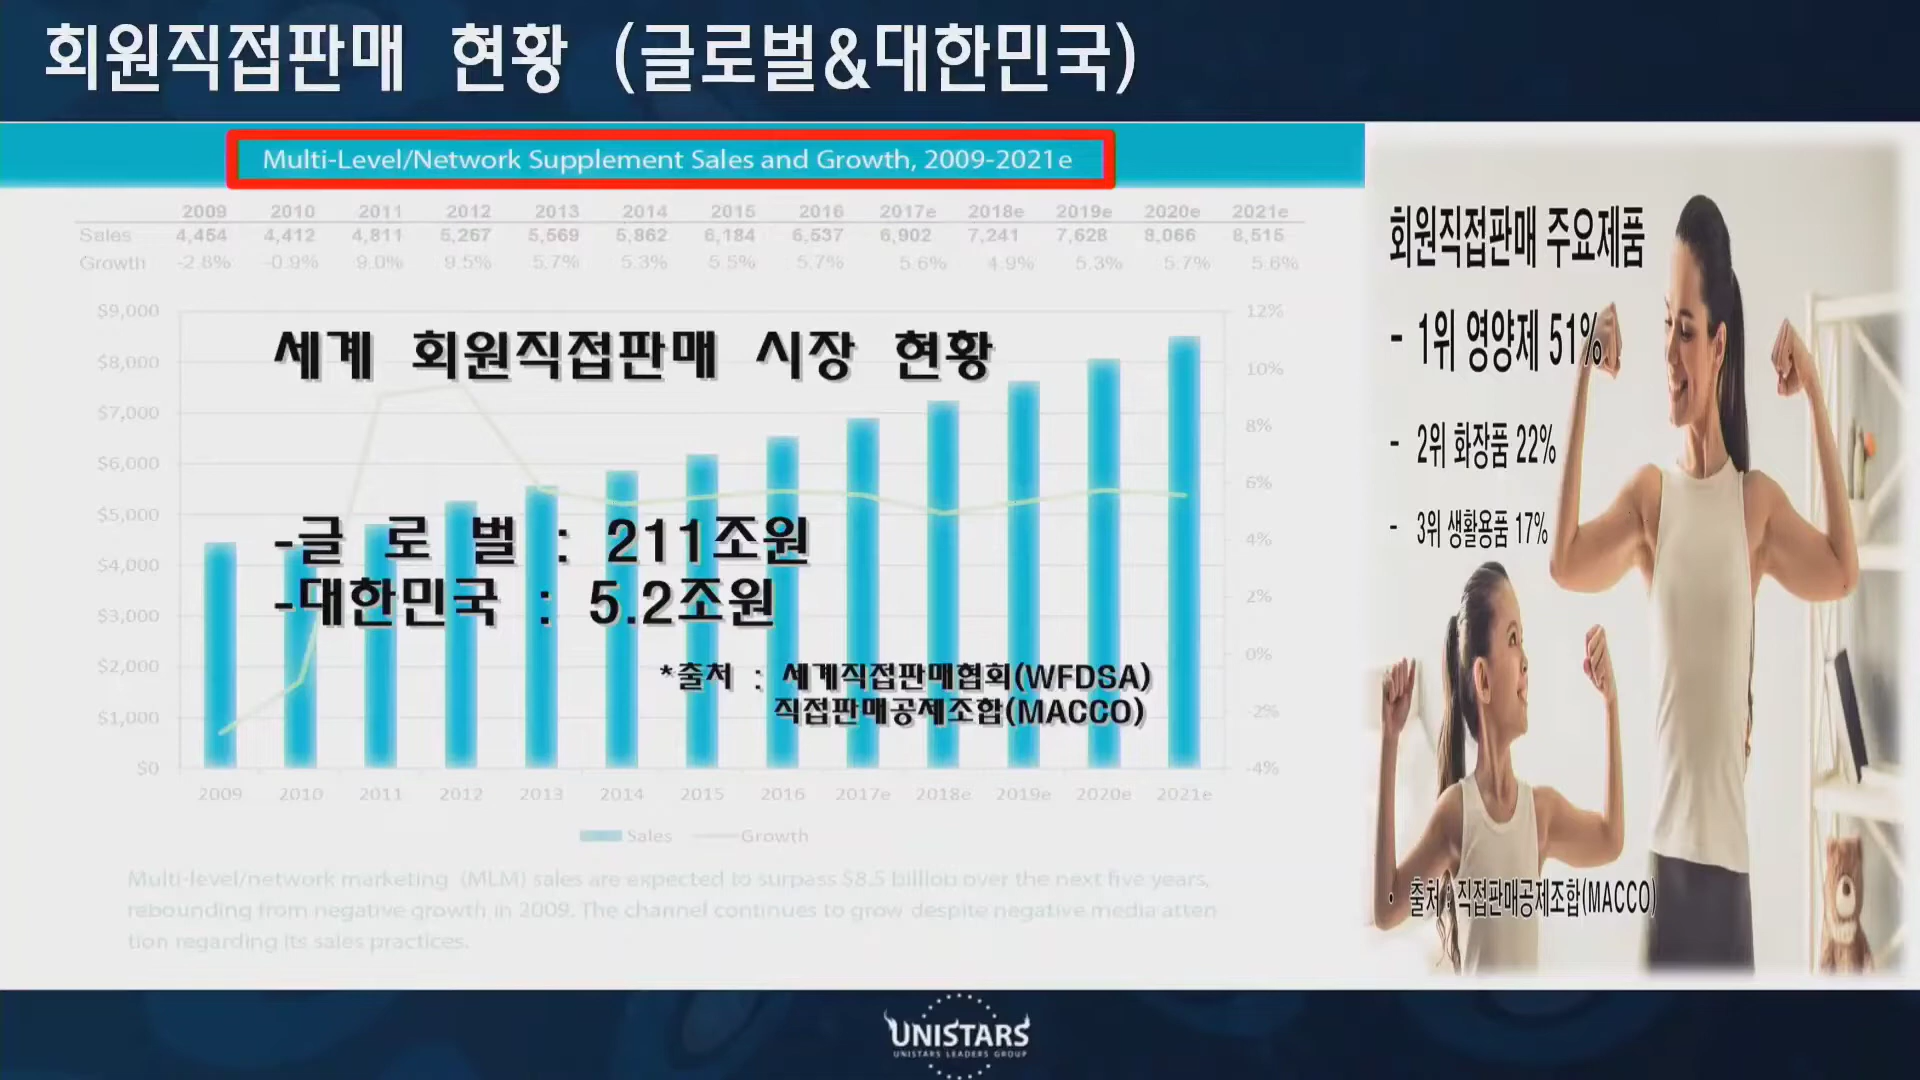 회원직접판매 현황 (글로벌&대한민국)
Multi-Level/Network Supplement Sales and Growth, 2009-2021e
2009 2010 2011 2012 2013 2014 2015 2016 2017e 2018e 2019e 2020e 2021e
Sales 4,454 4,412 4,811 5,267 5,569 5,862 6,184 6,537 6,902 7,241 7,628 8,066 8,515
Growth -2.8% -0.9% 9.0% 9.5% 5.7% 5.3% 5.5% 5.7% 5.6% 4.9% 5.3% 5.7% 5.6%
$9,000 12%
$8,000 10%
$7,000 8%
$6,000 6%
$5,000 4%
$4,000 2%
$3,000 0%
$2,000 -2%
$1,000 -4%
$0
세계 회원직접판매 시장 현황
-글 로 벌 : 211조원
-대한민국 : 5.2조원
*출처 : 세계직접판매협회(WFDSA)
직접판매공제조합(MACCO)
2009 2010 2011 2012 2013 2014 2015 2016 2017e 2018e 2019e 2020e 2021e
Sales Growth
Multi-level/network marketing (MLM) sales are expected to surpass $8.5 billion over the next five years,
rebounding from negative growth in 2009. The channel continues to grow despite negative media atten
tion regarding its sales practices.
회원직접판매 주요제품
- 1위 영양제 51%
- 2위 화장품 22%
- 3위 생활용품 17%
• 출처 : 직접판매공제조합(MACCO)
UNISTARS
UNISTARS LEADERS GROUP